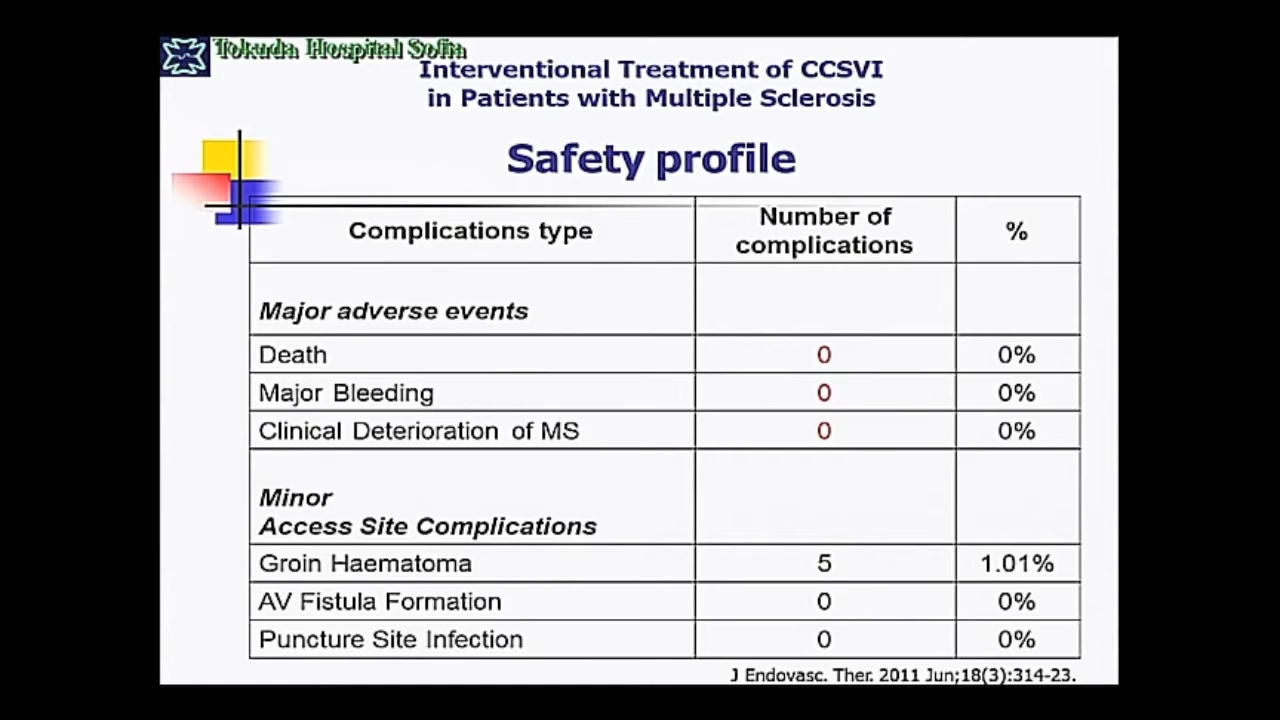 Tokuda Hospital Sofia
Interventional Treatment of CCSVI
in Patients with Multiple Sclerosis
Safety profile
Complications type Number of complications %
Major adverse events
Death 0 0%
Major Bleeding 0 0%
Clinical Deterioration of MS 0 0%
Minor
Access Site Complications
Groin Haematoma 5 1.01%
AV Fistula Formation 0 0%
Puncture Site Infection 0 0%
J Endovasc. Ther. 2011 Jun;18(3):314-23.